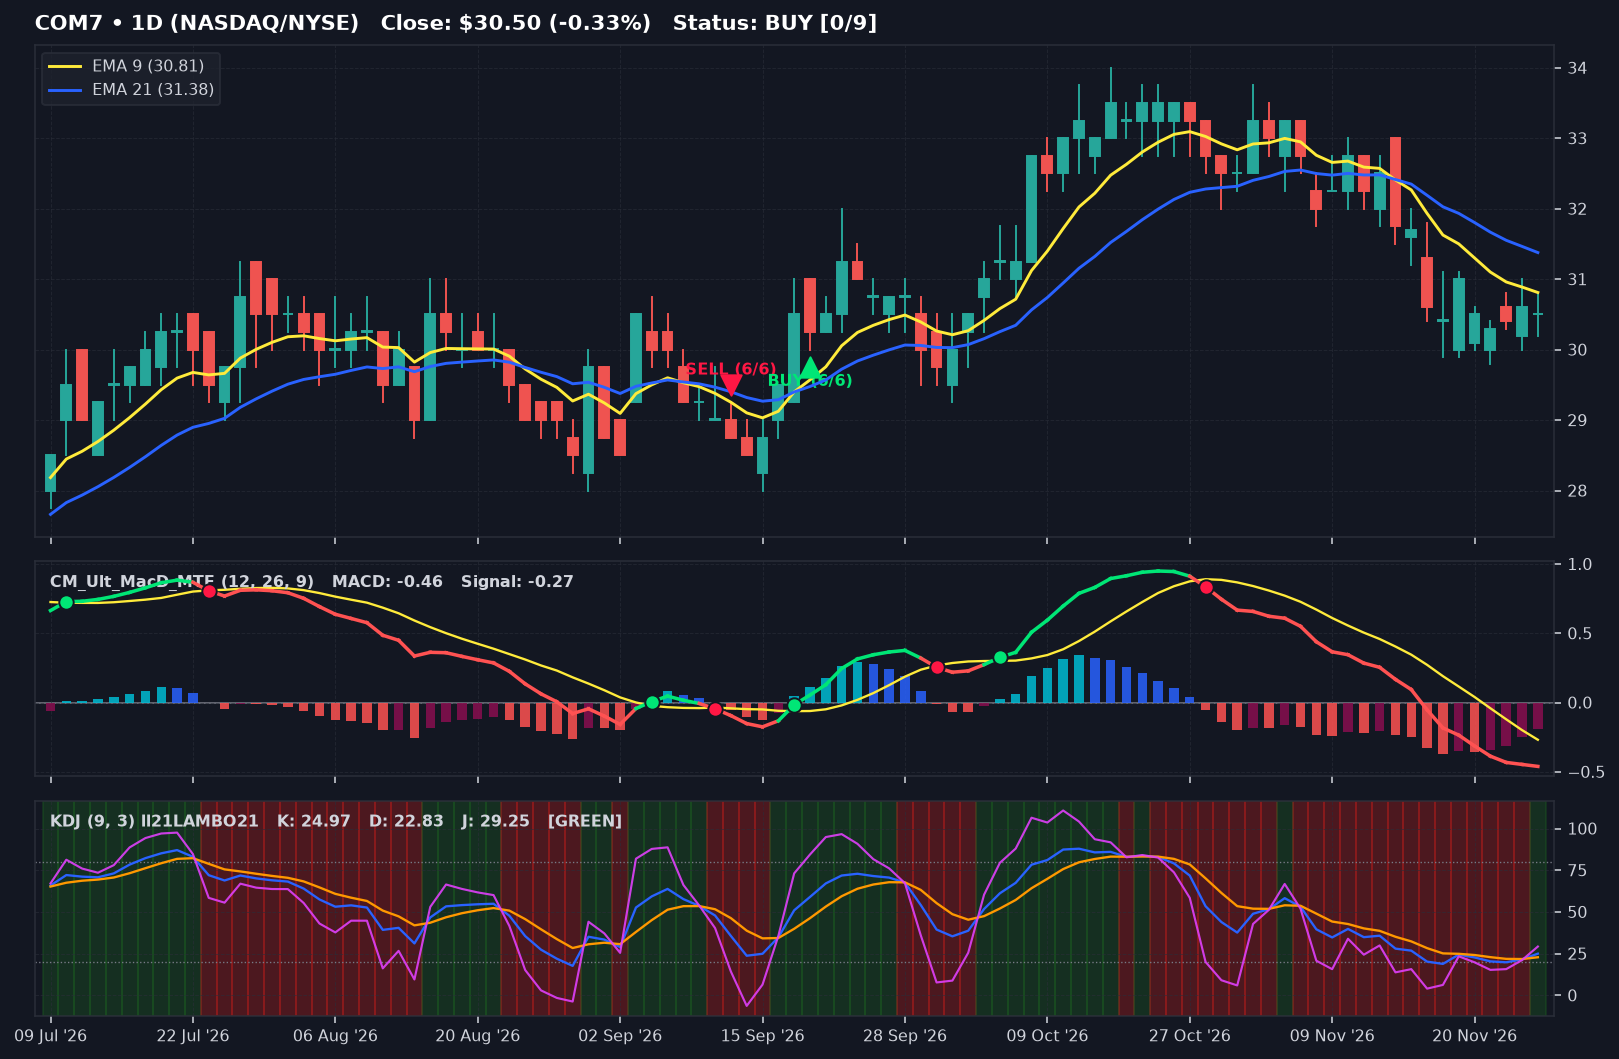 COM7 • 1D (NASDAQ/NYSE)   Close: $30.50 (-0.33%)   Status: BUY [0/9]
EMA 9 (30.81)
EMA 21 (31.38)
34
33
32
31
30
29
28
SELL (6/6)
BUY (6/6)
CM_Ult_MacD_MTF (12, 26, 9)   MACD: -0.46   Signal: -0.27
1.0
0.5
0.0
−0.5
KDJ (9, 3) II21LAMBO21   K: 24.97   D: 22.83   J: 29.25   [GREEN]
100
75
50
25
0
09 Jul '26
22 Jul '26
06 Aug '26
20 Aug '26
02 Sep '26
15 Sep '26
28 Sep '26
09 Oct '26
27 Oct '26
09 Nov '26
20 Nov '26